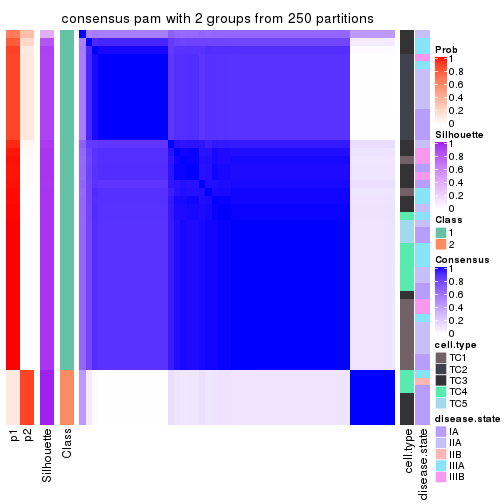 consensus pam with 2 groups from 250 partitions
Prob
1
0.8
0.6
0.4
0.2
0
Silhouette
1
0.8
0.6
0.4
0.2
0
Class
1
2
Consensus
1
0.8
0.6
0.4
0.2
0
cell.type
TC1
TC2
TC3
TC4
TC5
disease.state
IA
IIA
IIB
IIIA
IIIB
p1
p2
Silhouette
Class
cell.type
disease.state